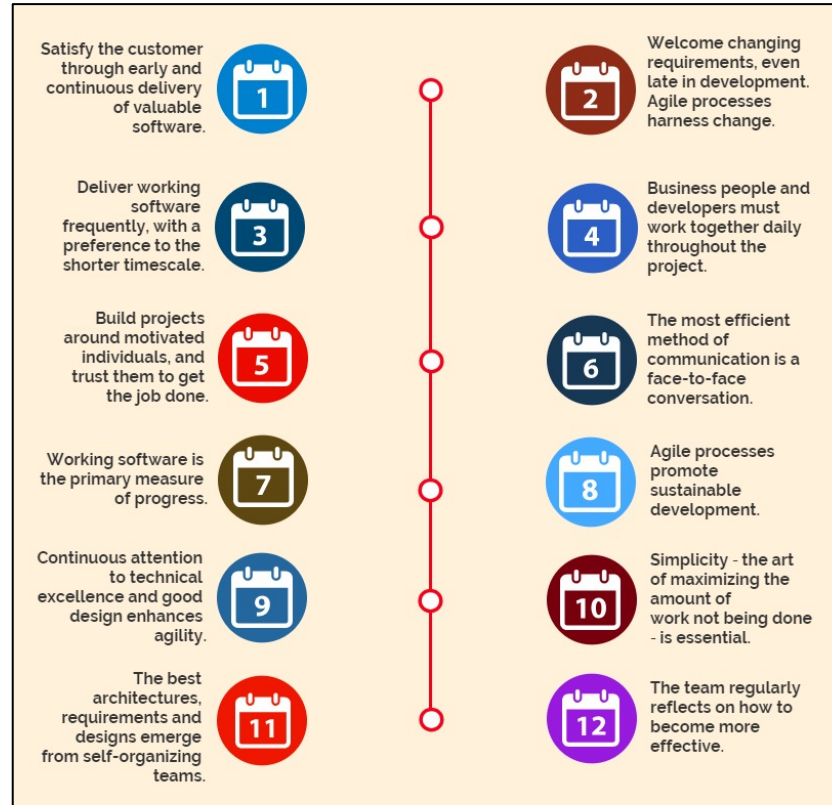 Satisfy the customer
through early and
continuous delivery
of valuable
software.
1
2
Welcome changing
requirements, even
late in development.
Agile processes
harness change.
Deliver working
software
frequently, with a
preference to the
shorter timescale.
3
4
Business people and
developers must
work together daily
throughout the
project.
Build projects
around motivated
individuals, and
trust them to get
the job done.
5
6
The most efficient
method of
communication is a
face-to-face
conversation.
Working software is
the primary measure
of progress.
7
8
Agile processes
promote
sustainable
development.
Continuous attention
to technical
excellence and good
design enhances
agility.
9
10
Simplicity - the art
of maximizing the
amount of
work not being done
- is essential.
The best
architectures,
requirements and
designs emerge
from self-organizing
teams.
11
12
The team regularly
reflects on how to
become more
effective.